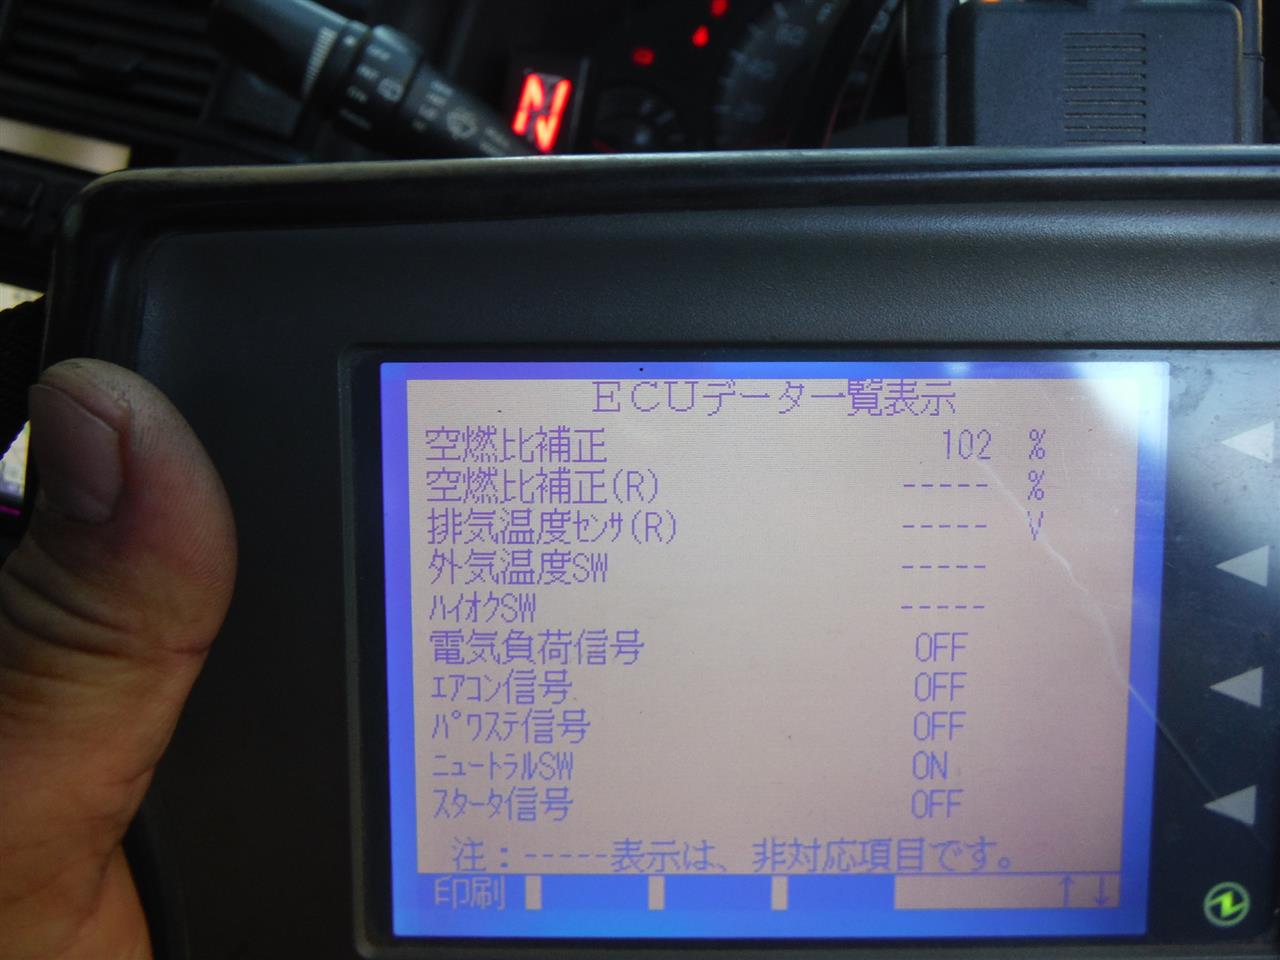 N
ECUデータ一覧表示
空燃比補正 102 %
空燃比補正(R) ----- %
排気温度ｾﾝｻ(R) ----- V
外気温度SW -----
ﾊｲｵｸSW -----
電気負荷信号 OFF
ｴｱｺﾝ信号 OFF
ﾊﾟﾜｽﾃ信号 OFF
ﾆｭｰﾄﾗﾙSW ON
ｽﾀｰﾀ信号 OFF
注：-----表示は、非対応項目です。
印刷 ↑ ↓